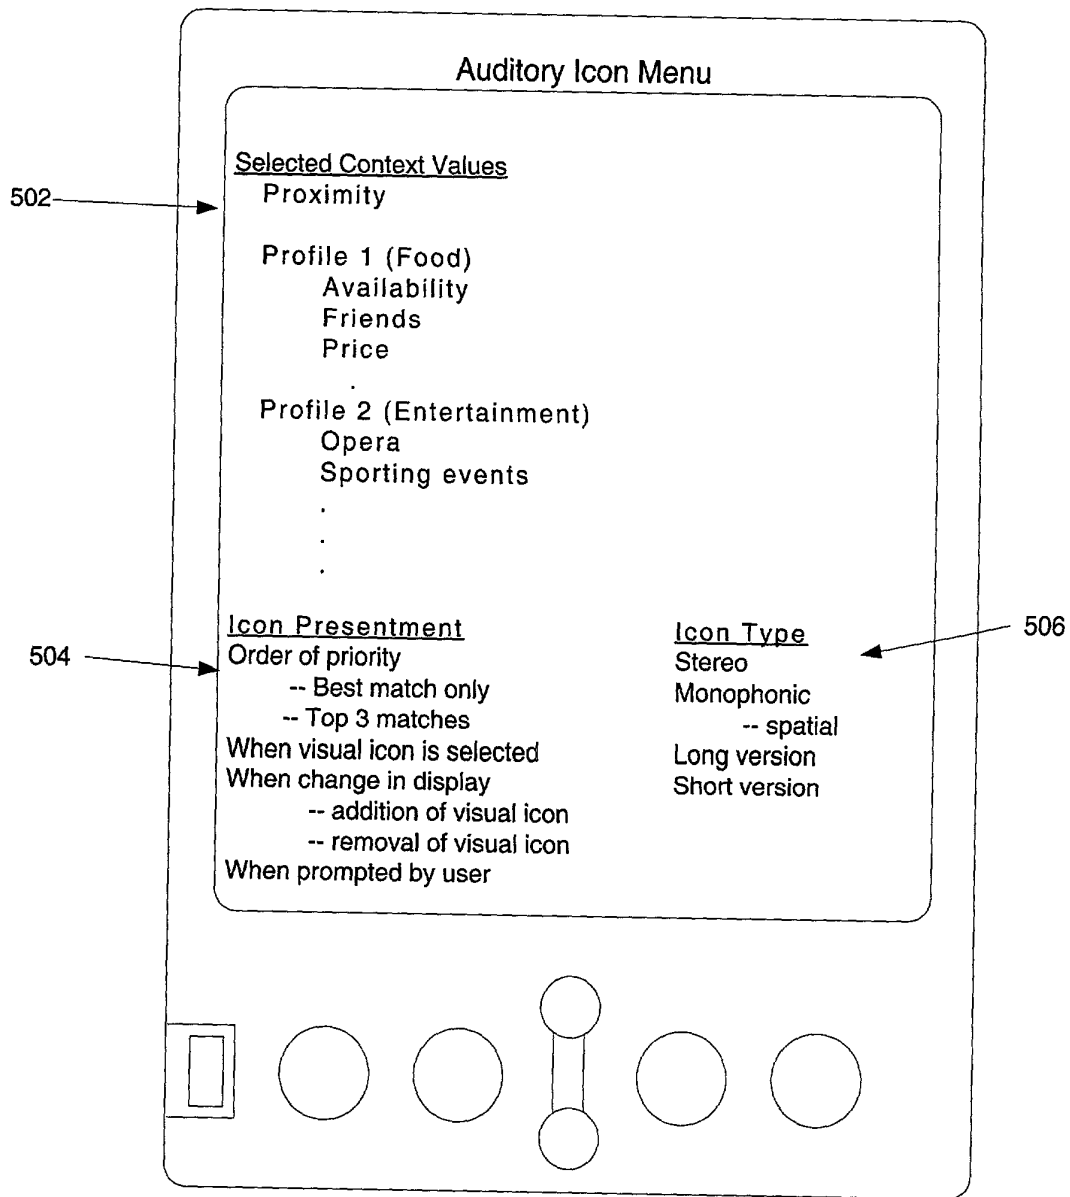 Auditory Icon Menu
Selected Context Values
Proximity
502
Profile 1 (Food)
Availability
Friends
Price
.
Profile 2 (Entertainment)
Opera
Sporting events
.
.
.
Icon Presentment
504
Order of priority
-- Best match only
-- Top 3 matches
When visual icon is selected
When change in display
-- addition of visual icon
-- removal of visual icon
When prompted by user
Icon Type
506
Stereo
Monophonic
-- spatial
Long version
Short version